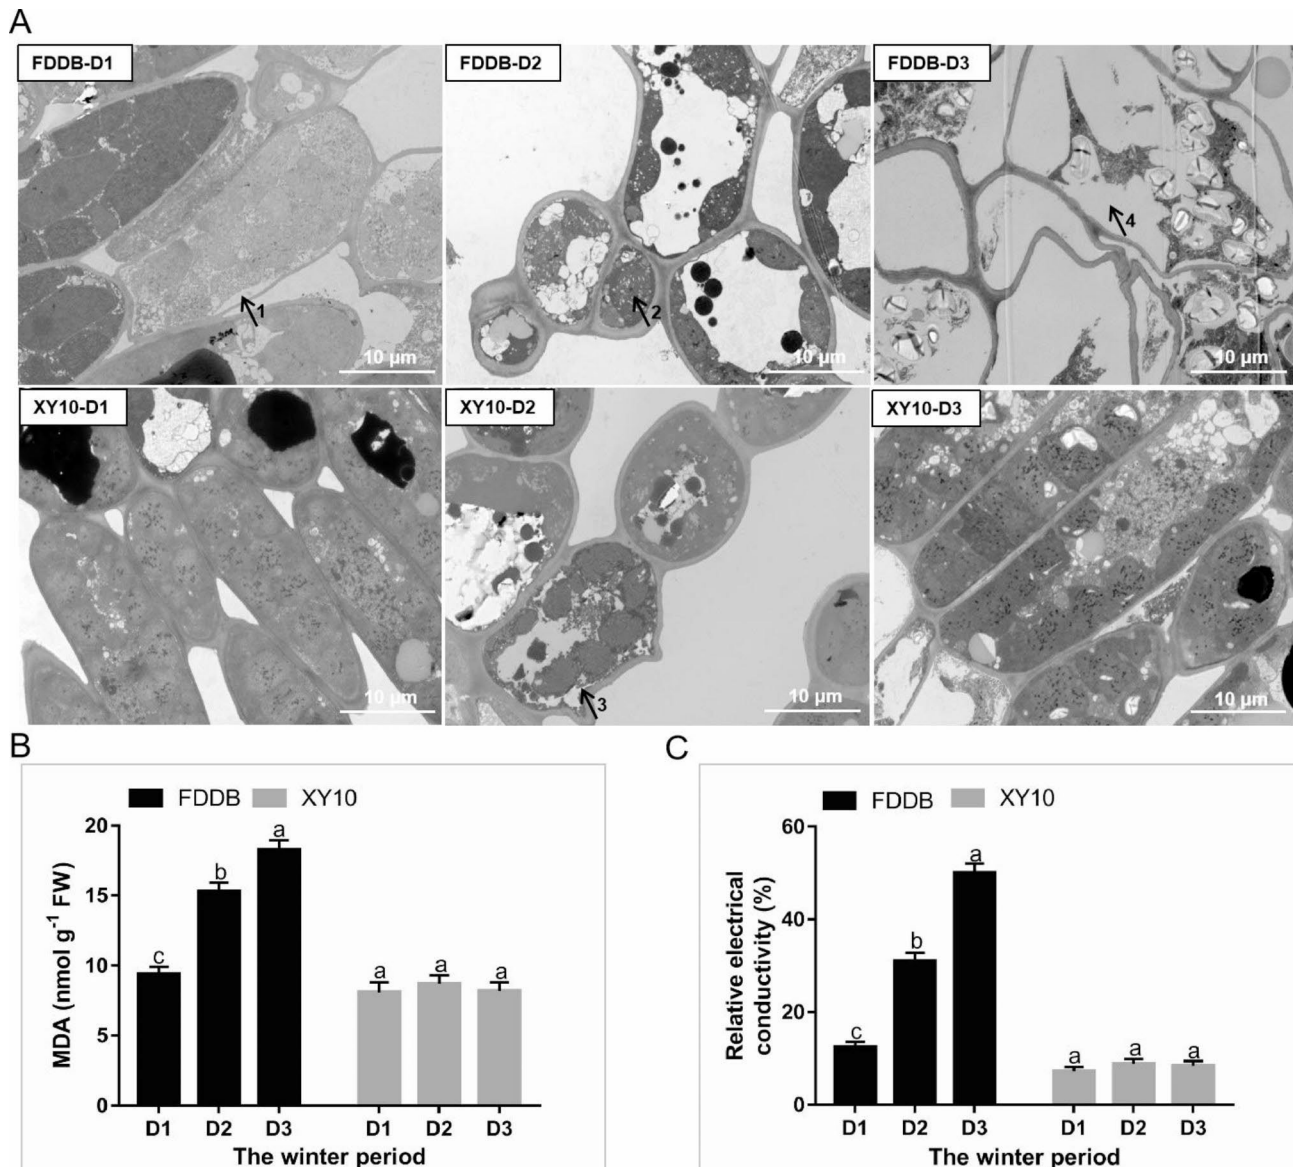 A
FDDB-D1
FDDB-D2
FDDB-D3
1
2
4
10 µm
10 µm
10 µm
XY10-D1
XY10-D2
XY10-D3
3
10 µm
10 µm
10 µm
B
FDDB XY10
MDA (nmol g⁻¹ FW)
20
15
10
5
0
c
b
a
a
a
a
D1 D2 D3 D1 D2 D3
The winter period
C
FDDB XY10
Relative electrical
conductivity (%)
60
40
20
0
c
b
a
a
a
a
D1 D2 D3 D1 D2 D3
The winter period